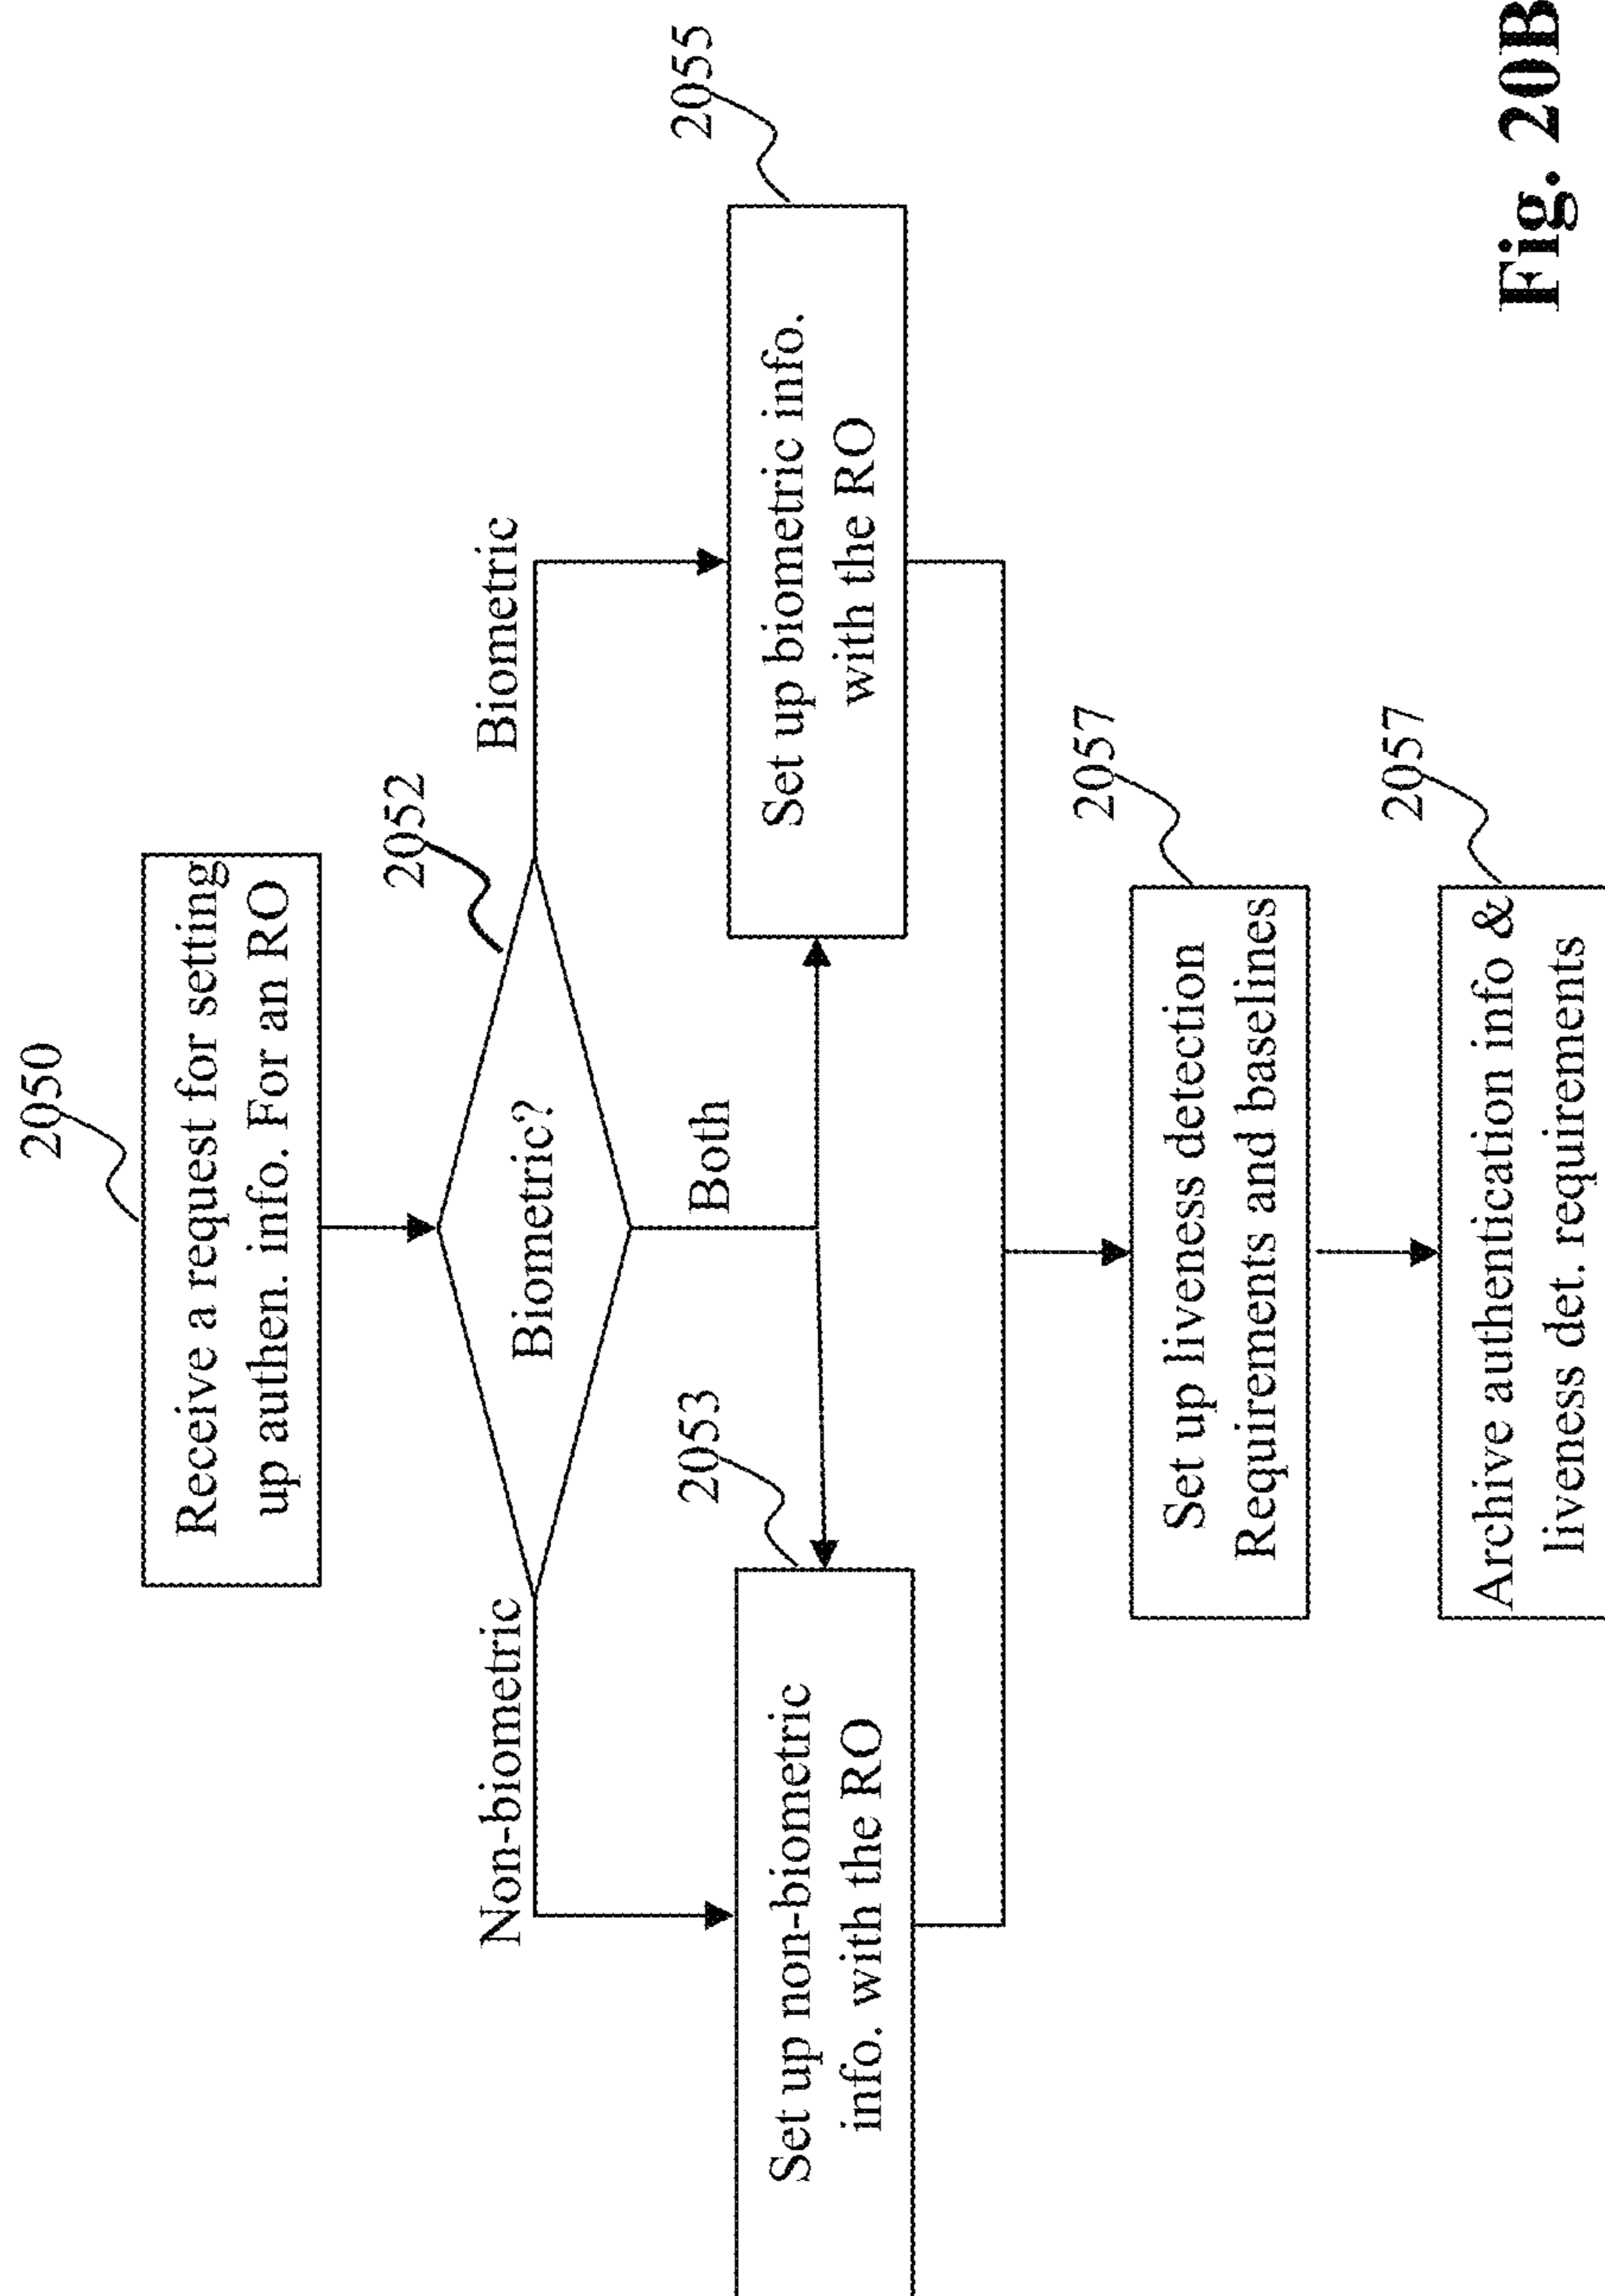 2050
Receive a request for setting
up authen. info. For an RO
2052
Biometric?
Non-biometric
Biometric
Both
2053
2055
Set up non-biometric
info. with the RO
Set up biometric info.
with the RO
2057
Set up liveness detection
Requirements and baselines
2057
Archive authentication info &
liveness det. requirements
Fig. 20B